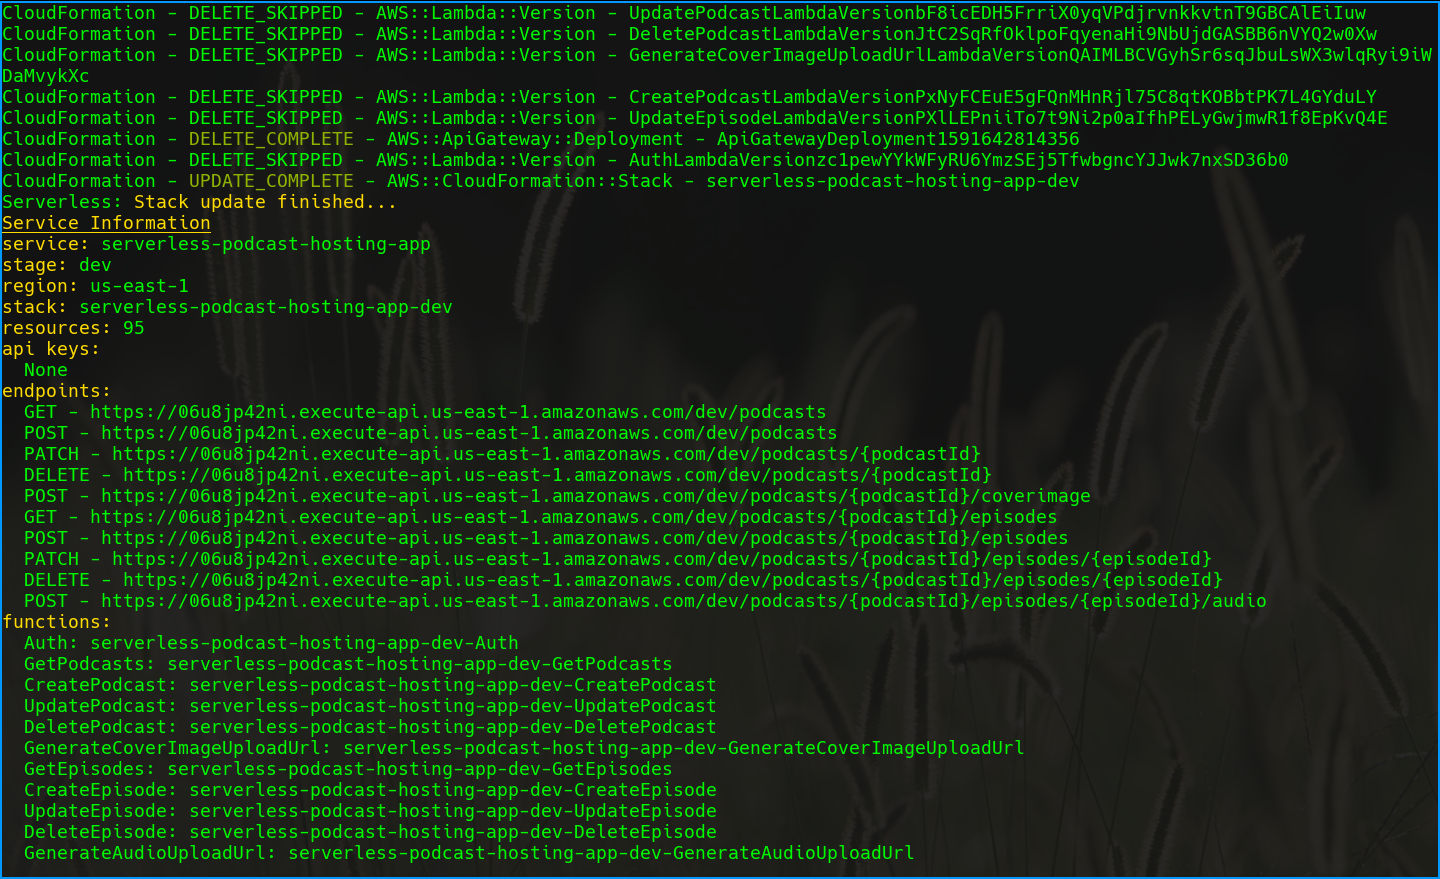 CloudFormation - DELETE_SKIPPED - AWS::Lambda::Version - UpdatePodcastLambdaVersionbF8icEDH5FrriX0yqVPdjrvnkkvtnT9GBCAlEiIuw
CloudFormation - DELETE_SKIPPED - AWS::Lambda::Version - DeletePodcastLambdaVersionJtC2SqRfOklpoFqyenaHi9NbUjdGASBB6nVYQ2w0Xw
CloudFormation - DELETE_SKIPPED - AWS::Lambda::Version - GenerateCoverImageUploadUrlLambdaVersionQAIMLBCVGyhSr6sqJbuLsWX3wlqRyi9iW
DaMvykXc
CloudFormation - DELETE_SKIPPED - AWS::Lambda::Version - CreatePodcastLambdaVersionPxNyFCEuE5gFQnMHnRjl75C8qtKOBbtPK7L4GYduLY
CloudFormation - DELETE_SKIPPED - AWS::Lambda::Version - UpdateEpisodeLambdaVersionPXlLEPniiTo7t9Ni2p0aIfhPELyGwjmwR1f8EpKvQ4E
CloudFormation - DELETE_COMPLETE - AWS::ApiGateway::Deployment - ApiGatewayDeployment1591642814356
CloudFormation - DELETE_SKIPPED - AWS::Lambda::Version - AuthLambdaVersionzc1pewYYkWFyRU6YmzSEj5TfwbgncYJJwk7nxSD36b0
CloudFormation - UPDATE_COMPLETE - AWS::CloudFormation::Stack - serverless-podcast-hosting-app-dev
Serverless: Stack update finished...
Service Information
service: serverless-podcast-hosting-app
stage: dev
region: us-east-1
stack: serverless-podcast-hosting-app-dev
resources: 95
api keys:
  None
endpoints:
  GET - https://06u8jp42ni.execute-api.us-east-1.amazonaws.com/dev/podcasts
  POST - https://06u8jp42ni.execute-api.us-east-1.amazonaws.com/dev/podcasts
  PATCH - https://06u8jp42ni.execute-api.us-east-1.amazonaws.com/dev/podcasts/{podcastId}
  DELETE - https://06u8jp42ni.execute-api.us-east-1.amazonaws.com/dev/podcasts/{podcastId}
  POST - https://06u8jp42ni.execute-api.us-east-1.amazonaws.com/dev/podcasts/{podcastId}/coverimage
  GET - https://06u8jp42ni.execute-api.us-east-1.amazonaws.com/dev/podcasts/{podcastId}/episodes
  POST - https://06u8jp42ni.execute-api.us-east-1.amazonaws.com/dev/podcasts/{podcastId}/episodes
  PATCH - https://06u8jp42ni.execute-api.us-east-1.amazonaws.com/dev/podcasts/{podcastId}/episodes/{episodeId}
  DELETE - https://06u8jp42ni.execute-api.us-east-1.amazonaws.com/dev/podcasts/{podcastId}/episodes/{episodeId}
  POST - https://06u8jp42ni.execute-api.us-east-1.amazonaws.com/dev/podcasts/{podcastId}/episodes/{episodeId}/audio
functions:
  Auth: serverless-podcast-hosting-app-dev-Auth
  GetPodcasts: serverless-podcast-hosting-app-dev-GetPodcasts
  CreatePodcast: serverless-podcast-hosting-app-dev-CreatePodcast
  UpdatePodcast: serverless-podcast-hosting-app-dev-UpdatePodcast
  DeletePodcast: serverless-podcast-hosting-app-dev-DeletePodcast
  GenerateCoverImageUploadUrl: serverless-podcast-hosting-app-dev-GenerateCoverImageUploadUrl
  GetEpisodes: serverless-podcast-hosting-app-dev-GetEpisodes
  CreateEpisode: serverless-podcast-hosting-app-dev-CreateEpisode
  UpdateEpisode: serverless-podcast-hosting-app-dev-UpdateEpisode
  DeleteEpisode: serverless-podcast-hosting-app-dev-DeleteEpisode
  GenerateAudioUploadUrl: serverless-podcast-hosting-app-dev-GenerateAudioUploadUrl